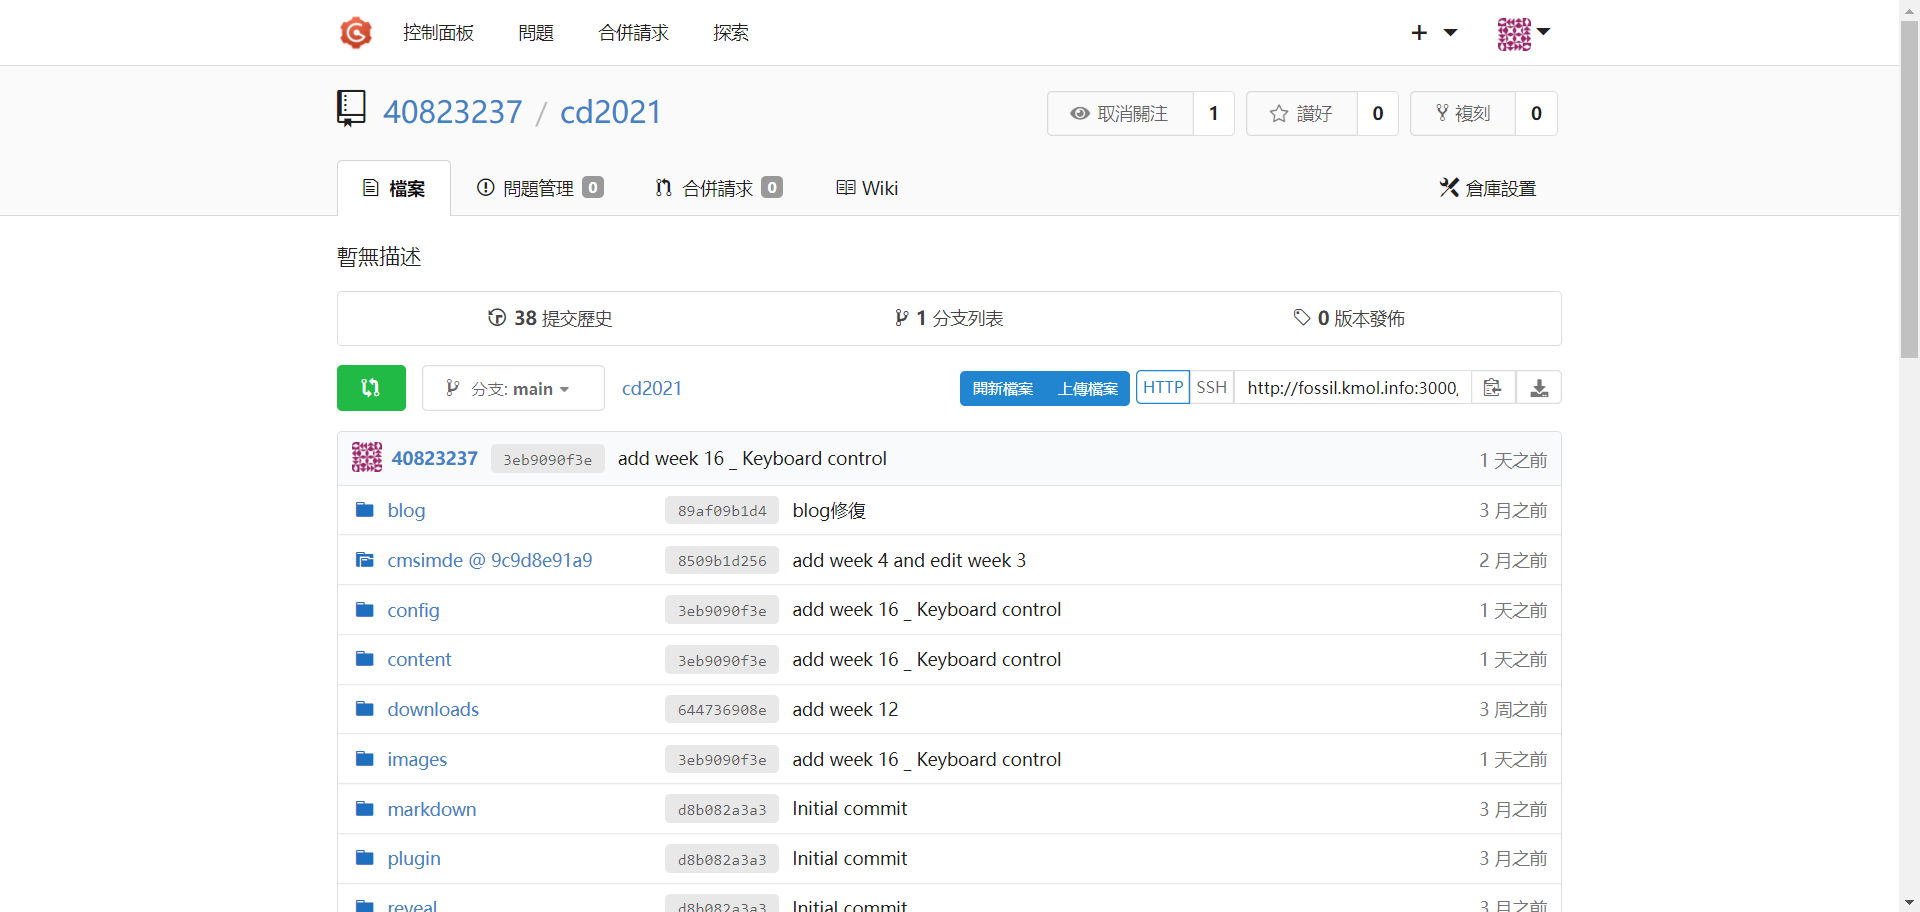 控制面板 問題 合併請求 探索
40823237 / cd2021 取消關注 1 讚好 0 複刻 0
檔案 問題管理 0 合併請求 0 Wiki 倉庫設置
暫無描述
38 提交歷史 1 分支列表 0 版本發佈
分支: main cd2021 開新檔案 上傳檔案 HTTP SSH http://fossil.kmol.info:3000,
40823237 3eb9090f3e add week 16 _ Keyboard control 1 天之前
blog 89af09b1d4 blog修復 3 月之前
cmsimde @ 9c9d8e91a9 8509b1d256 add week 4 and edit week 3 2 月之前
config 3eb9090f3e add week 16 _ Keyboard control 1 天之前
content 3eb9090f3e add week 16 _ Keyboard control 1 天之前
downloads 644736908e add week 12 3 周之前
images 3eb9090f3e add week 16 _ Keyboard control 1 天之前
markdown d8b082a3a3 Initial commit 3 月之前
plugin d8b082a3a3 Initial commit 3 月之前
reveal d8b082a3a3 Initial commit 3 月之前